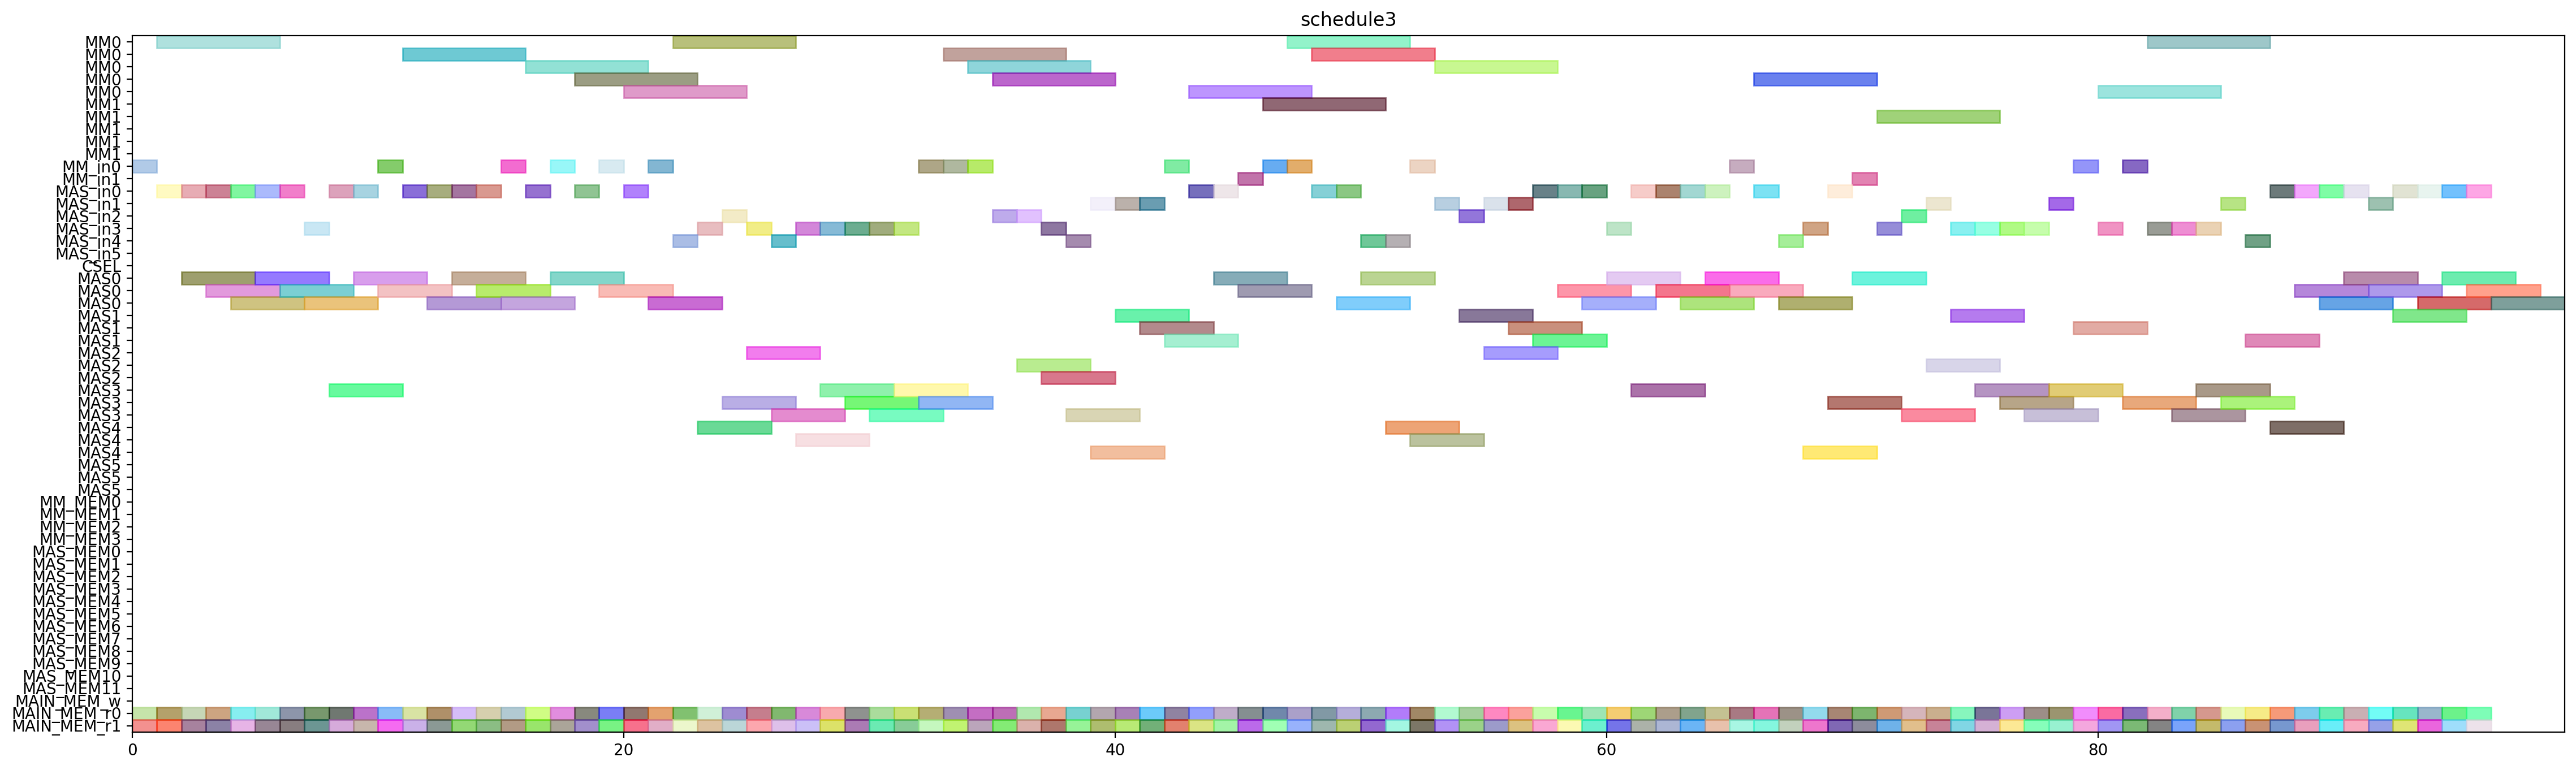 schedule3
MM0
MM0
MM0
MM0
MM0
MM1
MM1
MM1
MM1
MM1
MM_in0
MM_in1
MAS_in0
MAS_in1
MAS_in2
MAS_in3
MAS_in4
MAS_in5
CSEL
MAS0
MAS0
MAS0
MAS1
MAS1
MAS1
MAS2
MAS2
MAS2
MAS3
MAS3
MAS3
MAS4
MAS4
MAS4
MAS5
MAS5
MAS5
MM_MEM0
MM_MEM1
MM_MEM2
MM_MEM3
MAS_MEM0
MAS_MEM1
MAS_MEM2
MAS_MEM3
MAS_MEM4
MAS_MEM5
MAS_MEM6
MAS_MEM7
MAS_MEM8
MAS_MEM9
MAS_MEM10
MAS_MEM11
MAIN_MEM_w
MAIN_MEM_r0
MAIN_MEM_r1
0 20 40 60 80